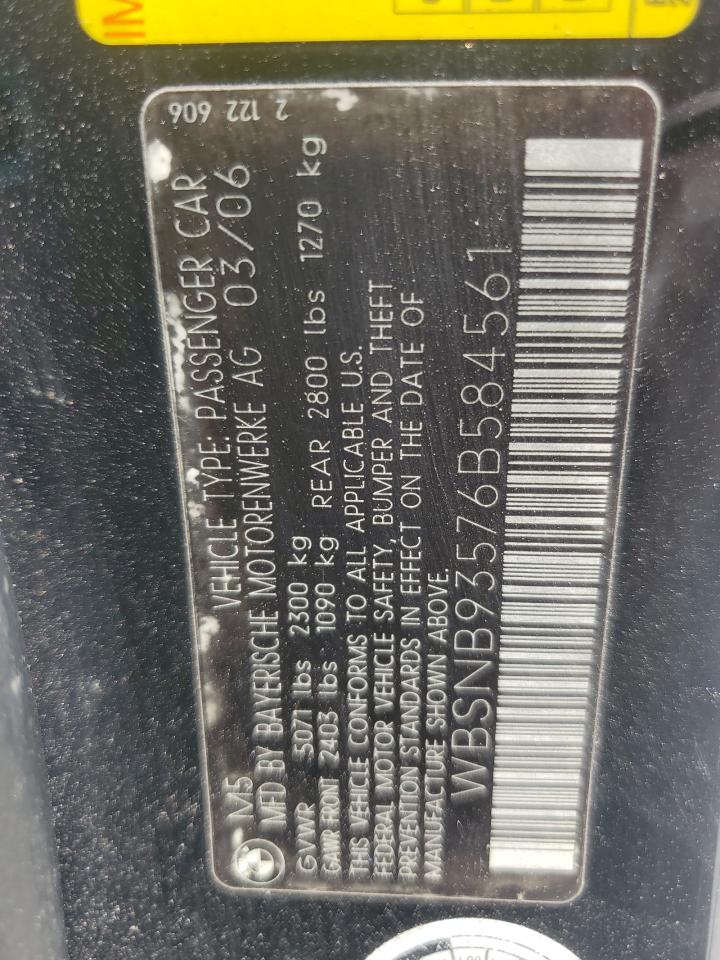 2 122 606
M5 VEHICLE TYPE: PASSENGER CAR
MFD BY BAYERISCHE MOTORENWERKE AG 03/06
GVWR 5071 lbs 2300 kg
GAWR FRONT 2403 lbs - 1090 kg REAR 2800 lbs 1270 kg
THIS VEHICLE CONFORMS TO ALL APPLICABLE U.S.
FEDERAL MOTOR VEHICLE SAFETY, BUMPER AND THEFT
PREVENTION STANDARDS IN EFFECT ON THE DATE OF
MANUFACTURE SHOWN ABOVE.
WBSNB93576B584561